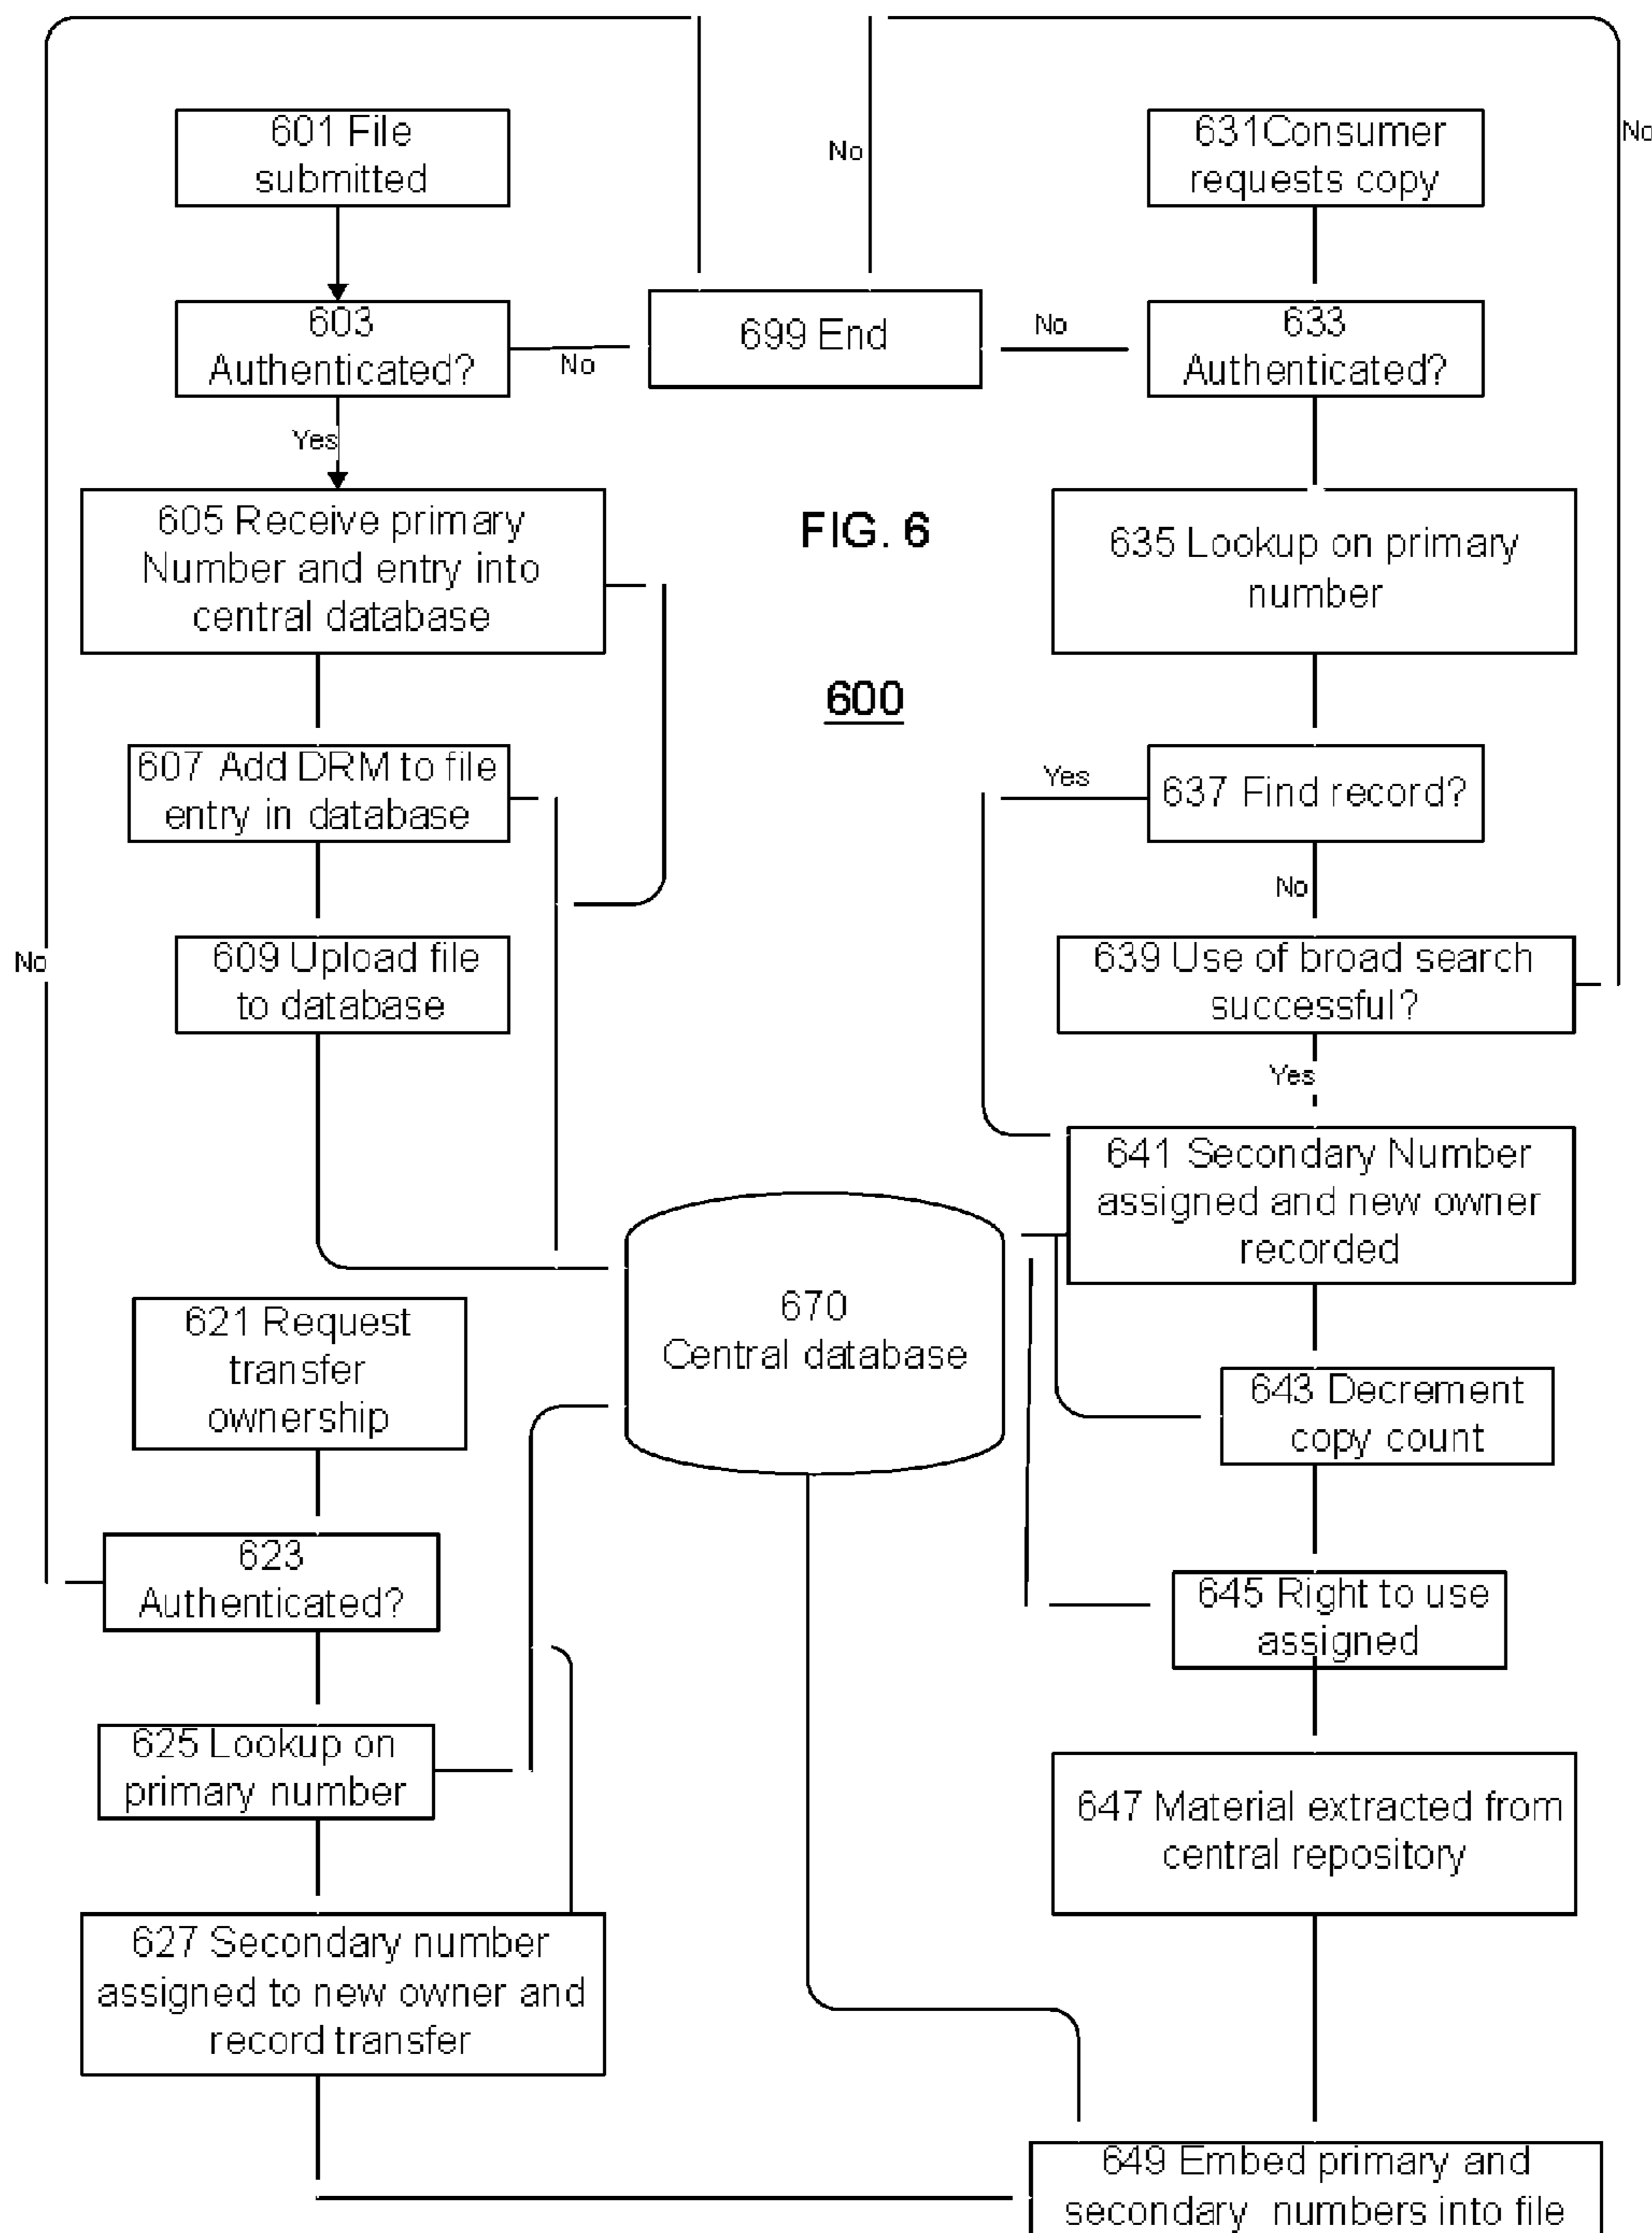 601 File
submitted
No
631Consumer
requests copy
No
603
Authenticated?
No
699 End
No
633
Authenticated?
Yes
605 Receive primary
Number and entry into
central database
FIG. 6
635 Lookup on primary
number
600
607 Add DRM to file
entry in database
Yes
637 Find record?
No
No
609 Upload file
to database
639 Use of broad search
successful?
Yes
641 Secondary Number
assigned and new owner
recorded
621 Request
transfer
ownership
670
Central database
643 Decrement
copy count
623
Authenticated?
645 Right to use
assigned
625 Lookup on
primary number
647 Material extracted from
central repository
627 Secondary number
assigned to new owner and
record transfer
649 Embed primary and
secondary numbers into file